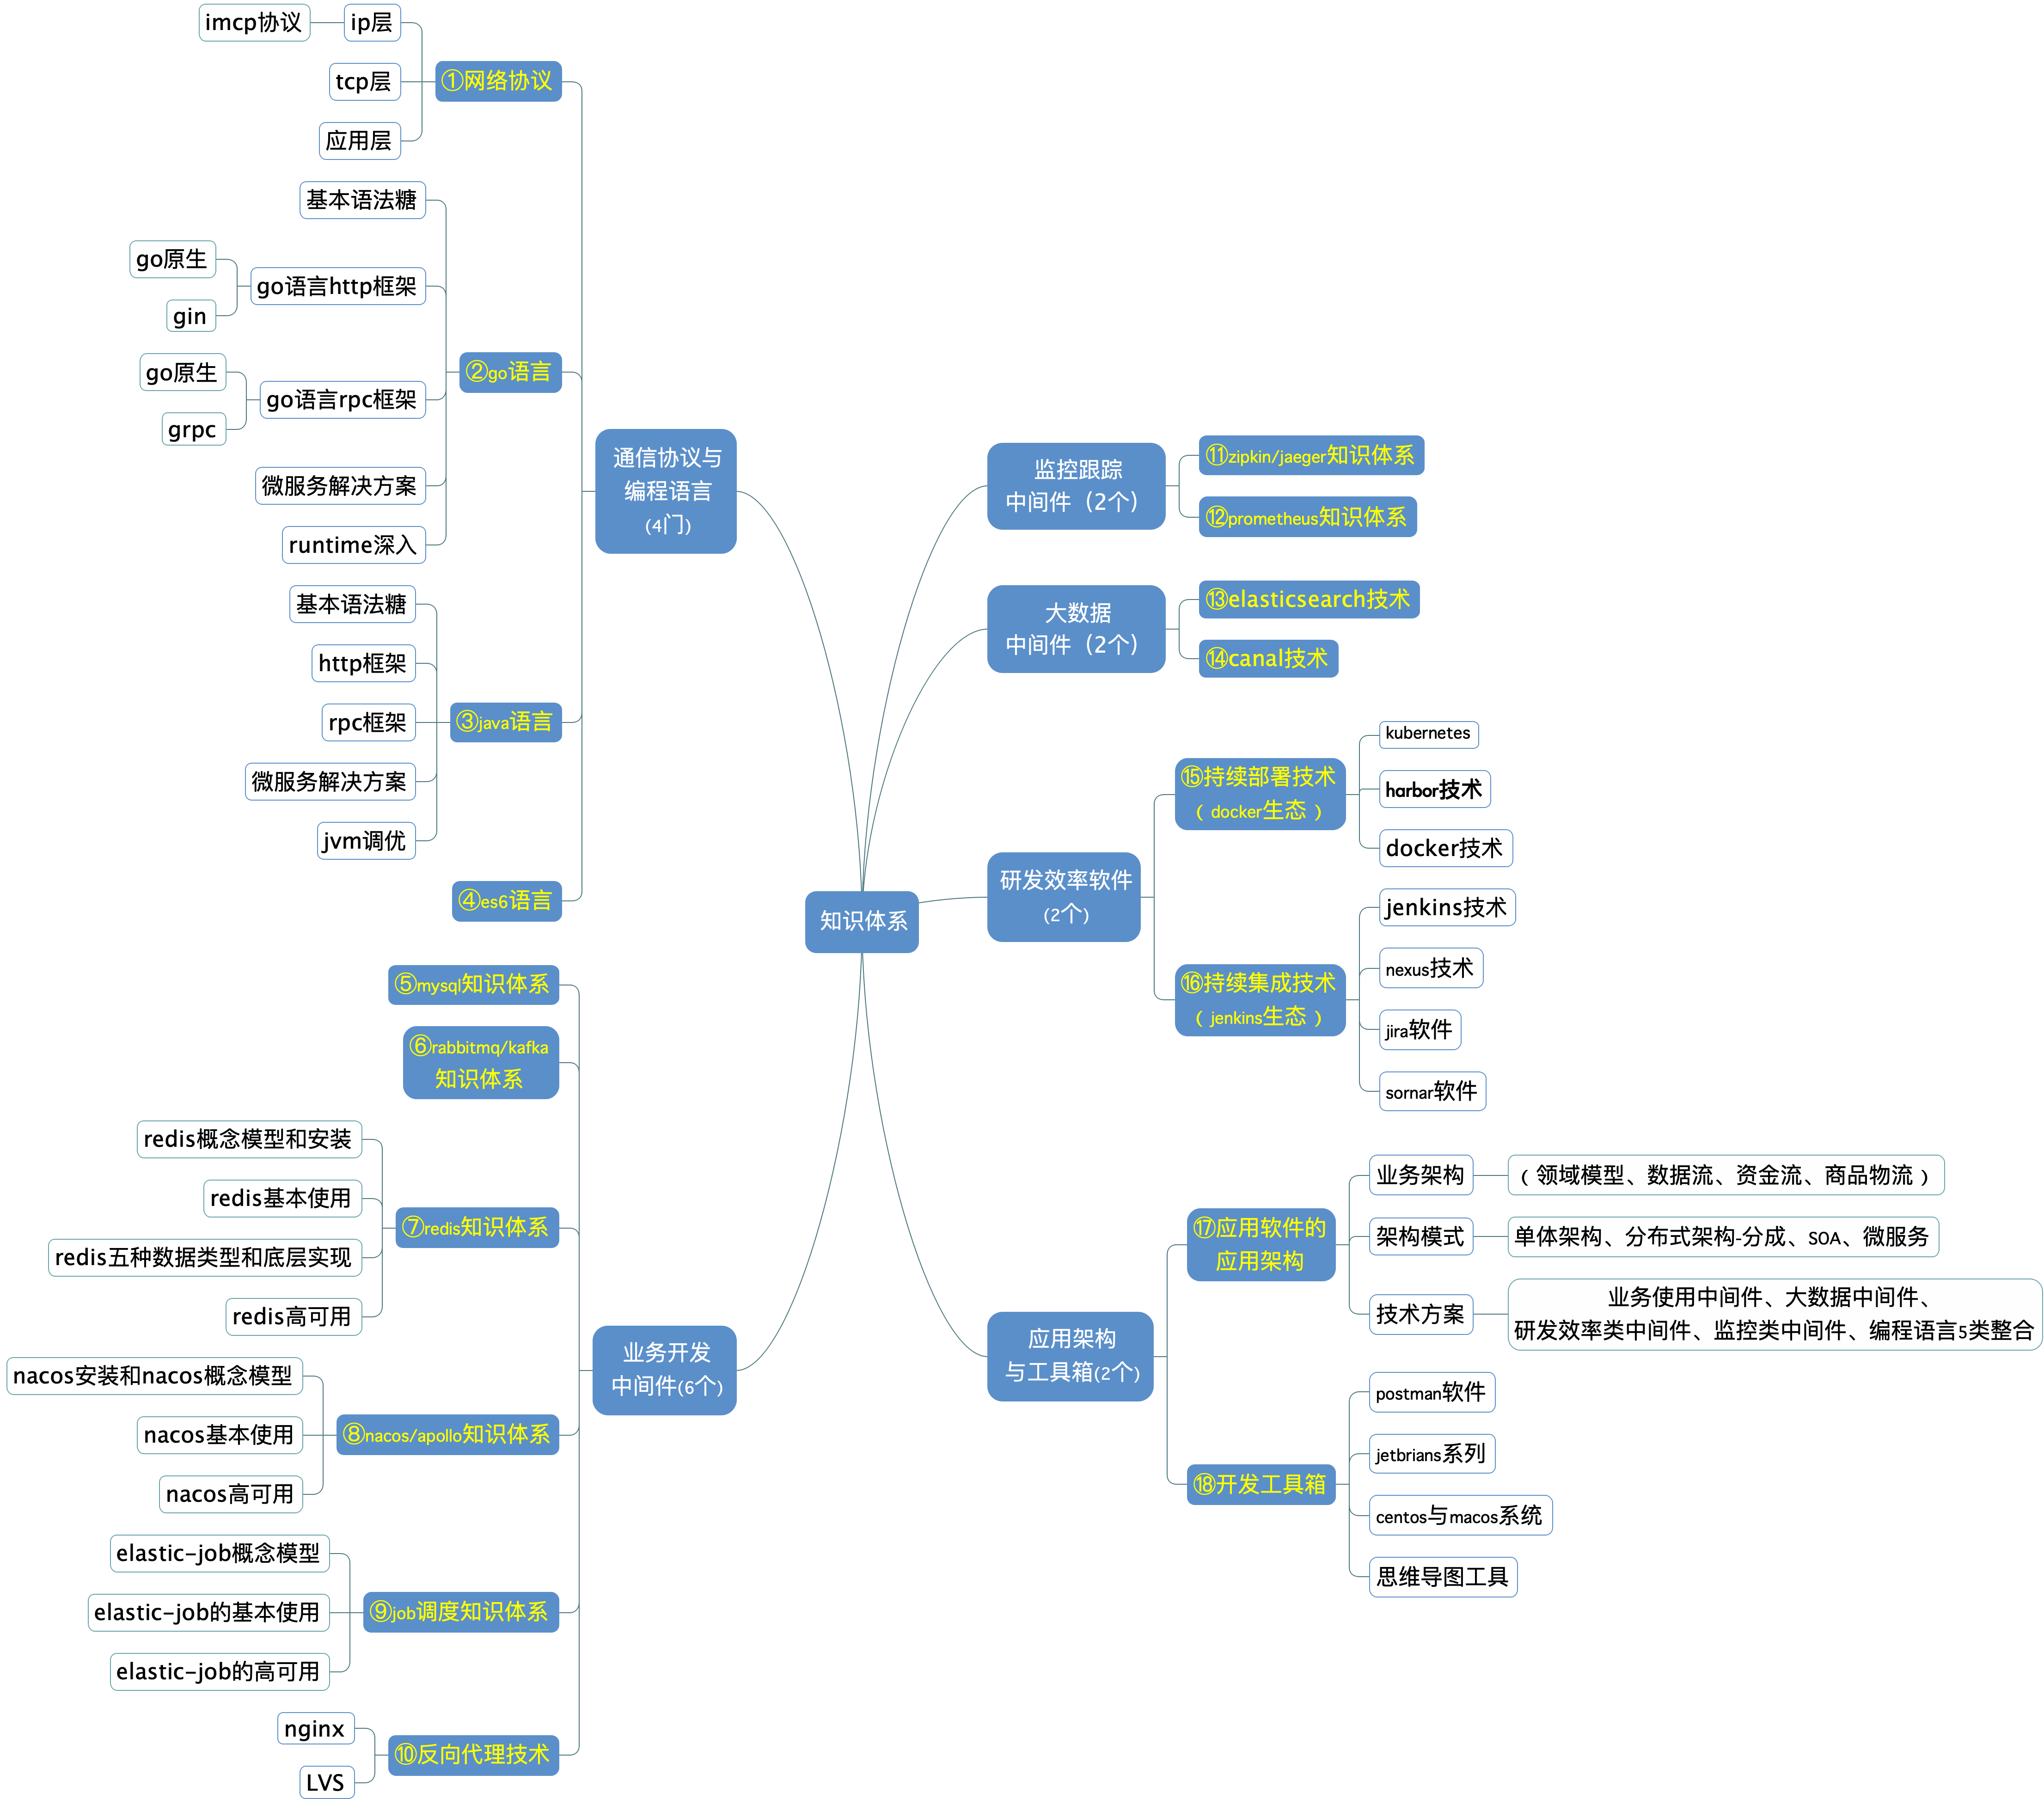 知识体系
通信协议与
编程语言
(4门)
①网络协议
ip层
imcp协议
tcp层
应用层
②go语言
基本语法糖
go语言http框架
go原生
gin
go语言rpc框架
go原生
grpc
微服务解决方案
runtime深入
③java语言
基本语法糖
http框架
rpc框架
微服务解决方案
jvm调优
④es6语言
业务开发
中间件(6个)
⑤mysql知识体系
⑥rabbitmq/kafka
知识体系
⑦redis知识体系
redis概念模型和安装
redis基本使用
redis五种数据类型和底层实现
redis高可用
⑧nacos/apollo知识体系
nacos安装和nacos概念模型
nacos基本使用
nacos高可用
⑨job调度知识体系
elastic-job概念模型
elastic-job的基本使用
elastic-job的高可用
⑩反向代理技术
nginx
LVS
监控跟踪
中间件（2个）
⑪zipkin/jaeger知识体系
⑫prometheus知识体系
大数据
中间件（2个）
⑬elasticsearch技术
⑭canal技术
研发效率软件
(2个)
⑮持续部署技术
（docker生态）
kubernetes
harbor技术
docker技术
⑯持续集成技术
（jenkins生态）
jenkins技术
nexus技术
jira软件
sornar软件
应用架构
与工具箱(2个)
⑰应用软件的
应用架构
业务架构
（领域模型、数据流、资金流、商品物流）
架构模式
单体架构、分布式架构-分成、SOA、微服务
技术方案
业务使用中间件、大数据中间件、
研发效率类中间件、监控类中间件、编程语言5类整合
⑱开发工具箱
postman软件
jetbrians系列
centos与macos系统
思维导图工具